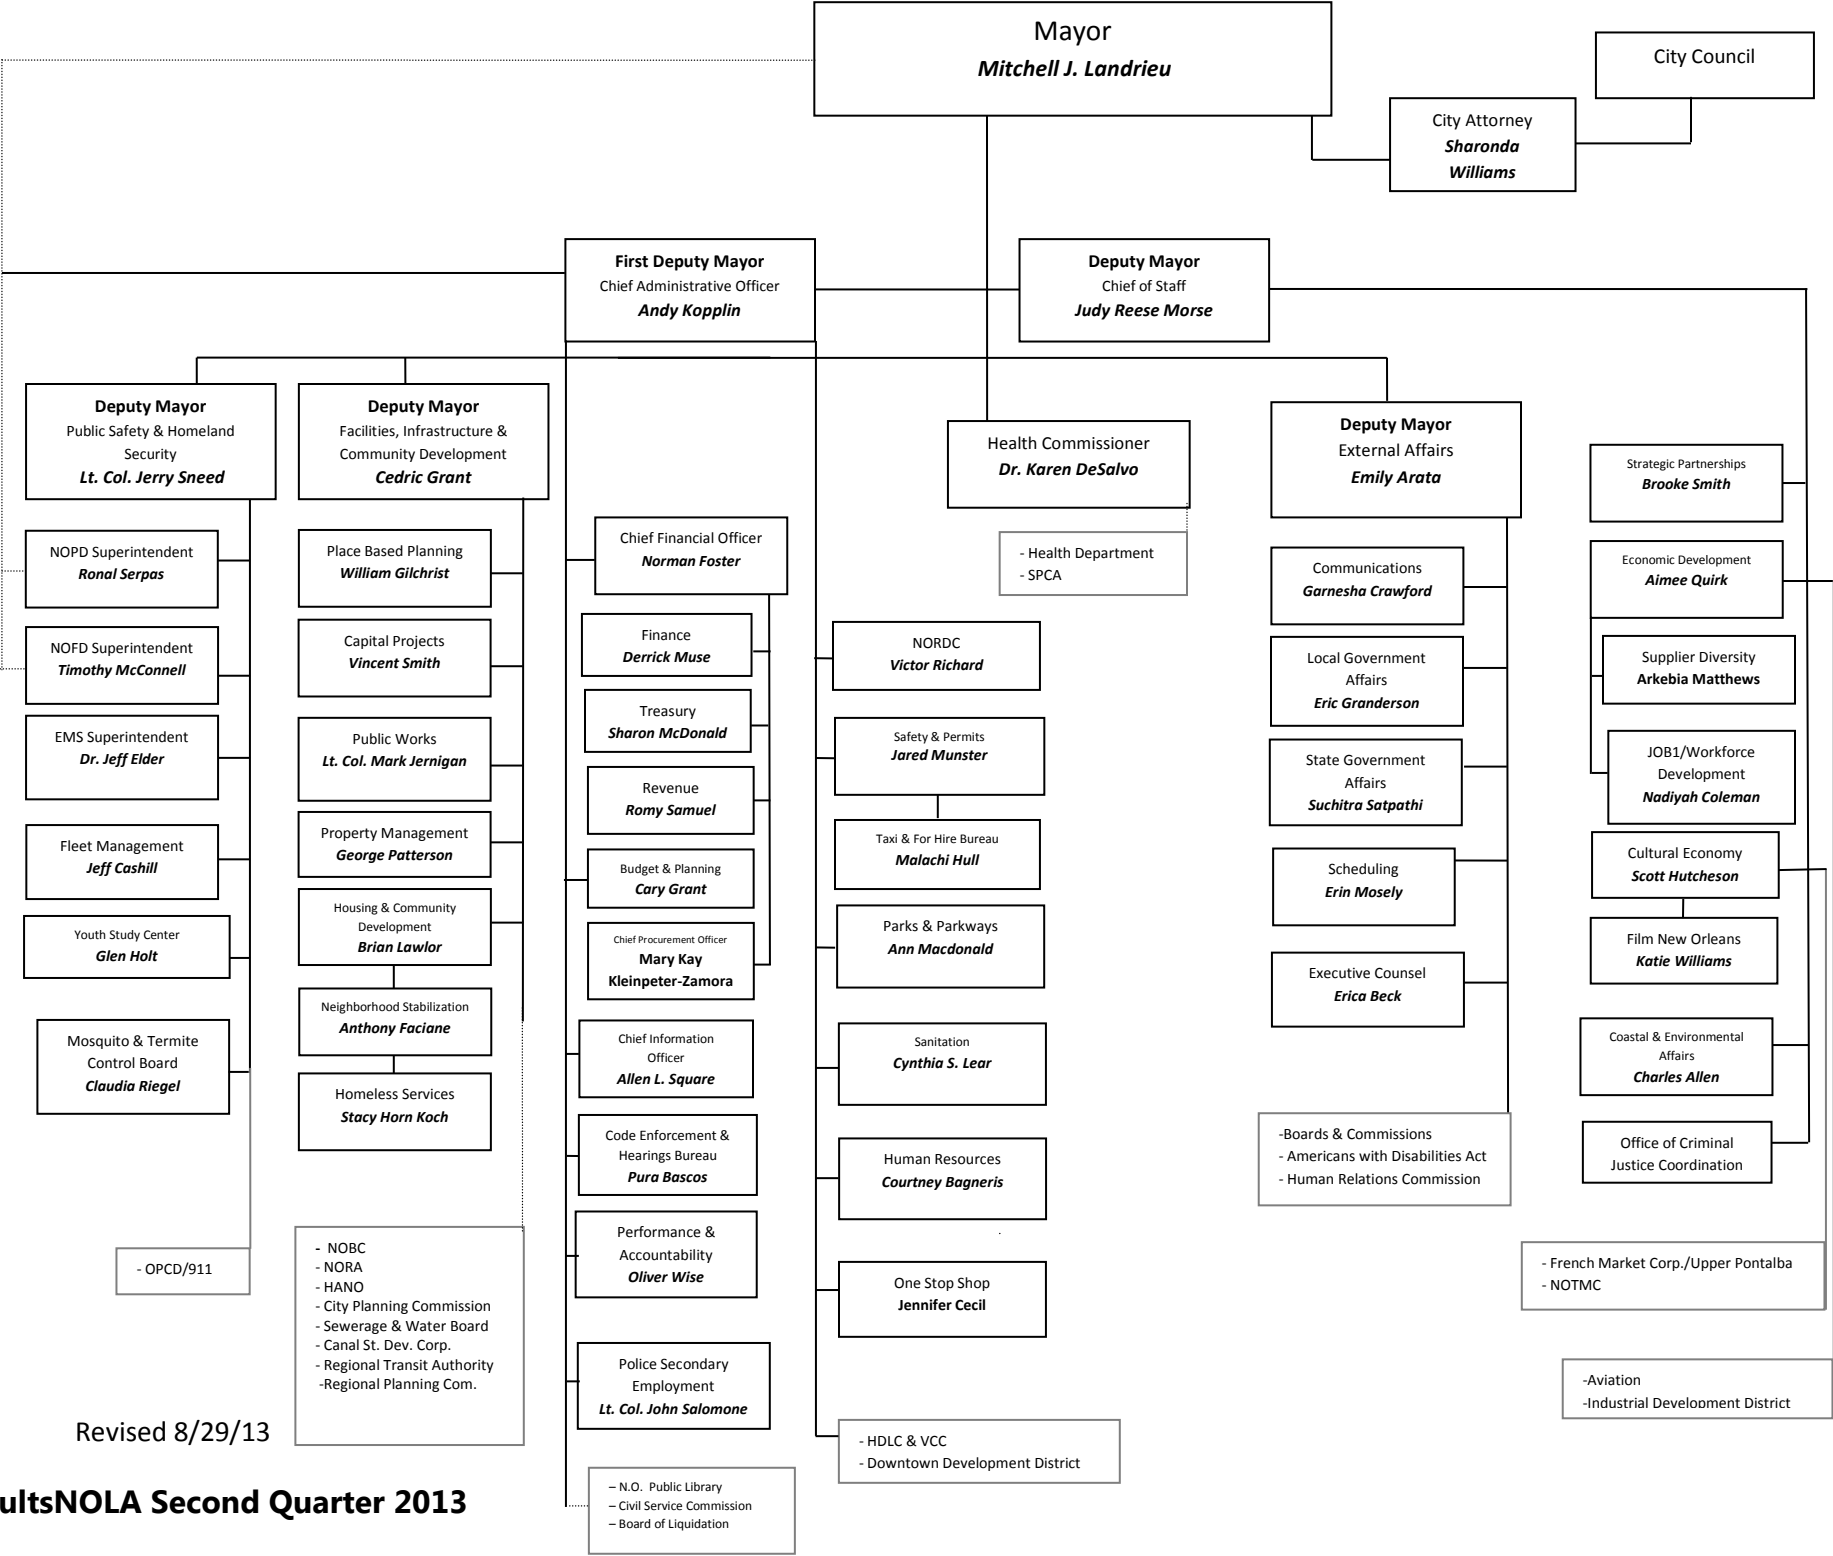 Mayor
Mitchell J. Landrieu
City Council
City Attorney
Sharonda
Williams
First Deputy Mayor
Chief Administrative Officer
Andy Kopplin
Deputy Mayor
Chief of Staff
Judy Reese Morse
Deputy Mayor
Public Safety & Homeland
Security
Lt. Col. Jerry Sneed
NOPD Superintendent
Ronal Serpas
NOFD Superintendent
Timothy McConnell
EMS Superintendent
Dr. Jeff Elder
Fleet Management
Jeff Cashill
Youth Study Center
Glen Holt
Mosquito & Termite
Control Board
Claudia Riegel
- OPCD/911
Deputy Mayor
Facilities, Infrastructure &
Community Development
Cedric Grant
Place Based Planning
William Gilchrist
Capital Projects
Vincent Smith
Public Works
Lt. Col. Mark Jernigan
Property Management
George Patterson
Housing & Community
Development
Brian Lawlor
Neighborhood Stabilization
Anthony Faciane
Homeless Services
Stacy Horn Koch
- NOBC
- NORA
- HANO
- City Planning Commission
- Sewerage & Water Board
- Canal St. Dev. Corp.
- Regional Transit Authority
-Regional Planning Com.
Chief Financial Officer
Norman Foster
Finance
Derrick Muse
Treasury
Sharon McDonald
Revenue
Romy Samuel
Budget & Planning
Cary Grant
Chief Procurement Officer
Mary Kay
Kleinpeter-Zamora
Chief Information
Officer
Allen L. Square
Code Enforcement &
Hearings Bureau
Pura Bascos
Performance &
Accountability
Oliver Wise
Police Secondary
Employment
Lt. Col. John Salomone
– N.O. Public Library
– Civil Service Commission
– Board of Liquidation
NORDC
Victor Richard
Safety & Permits
Jared Munster
Taxi & For Hire Bureau
Malachi Hull
Parks & Parkways
Ann Macdonald
Sanitation
Cynthia S. Lear
Human Resources
Courtney Bagneris
One Stop Shop
Jennifer Cecil
- HDLC & VCC
- Downtown Development District
Health Commissioner
Dr. Karen DeSalvo
- Health Department
- SPCA
Deputy Mayor
External Affairs
Emily Arata
Communications
Garnesha Crawford
Local Government
Affairs
Eric Granderson
State Government
Affairs
Suchitra Satpathi
Scheduling
Erin Mosely
Executive Counsel
Erica Beck
-Boards & Commissions
- Americans with Disabilities Act
- Human Relations Commission
Strategic Partnerships
Brooke Smith
Economic Development
Aimee Quirk
Supplier Diversity
Arkebia Matthews
JOB1/Workforce
Development
Nadiyah Coleman
Cultural Economy
Scott Hutcheson
Film New Orleans
Katie Williams
Coastal & Environmental
Affairs
Charles Allen
Office of Criminal
Justice Coordination
- French Market Corp./Upper Pontalba
- NOTMC
-Aviation
-Industrial Development District
Revised 8/29/13
ultsNOLA Second Quarter 2013